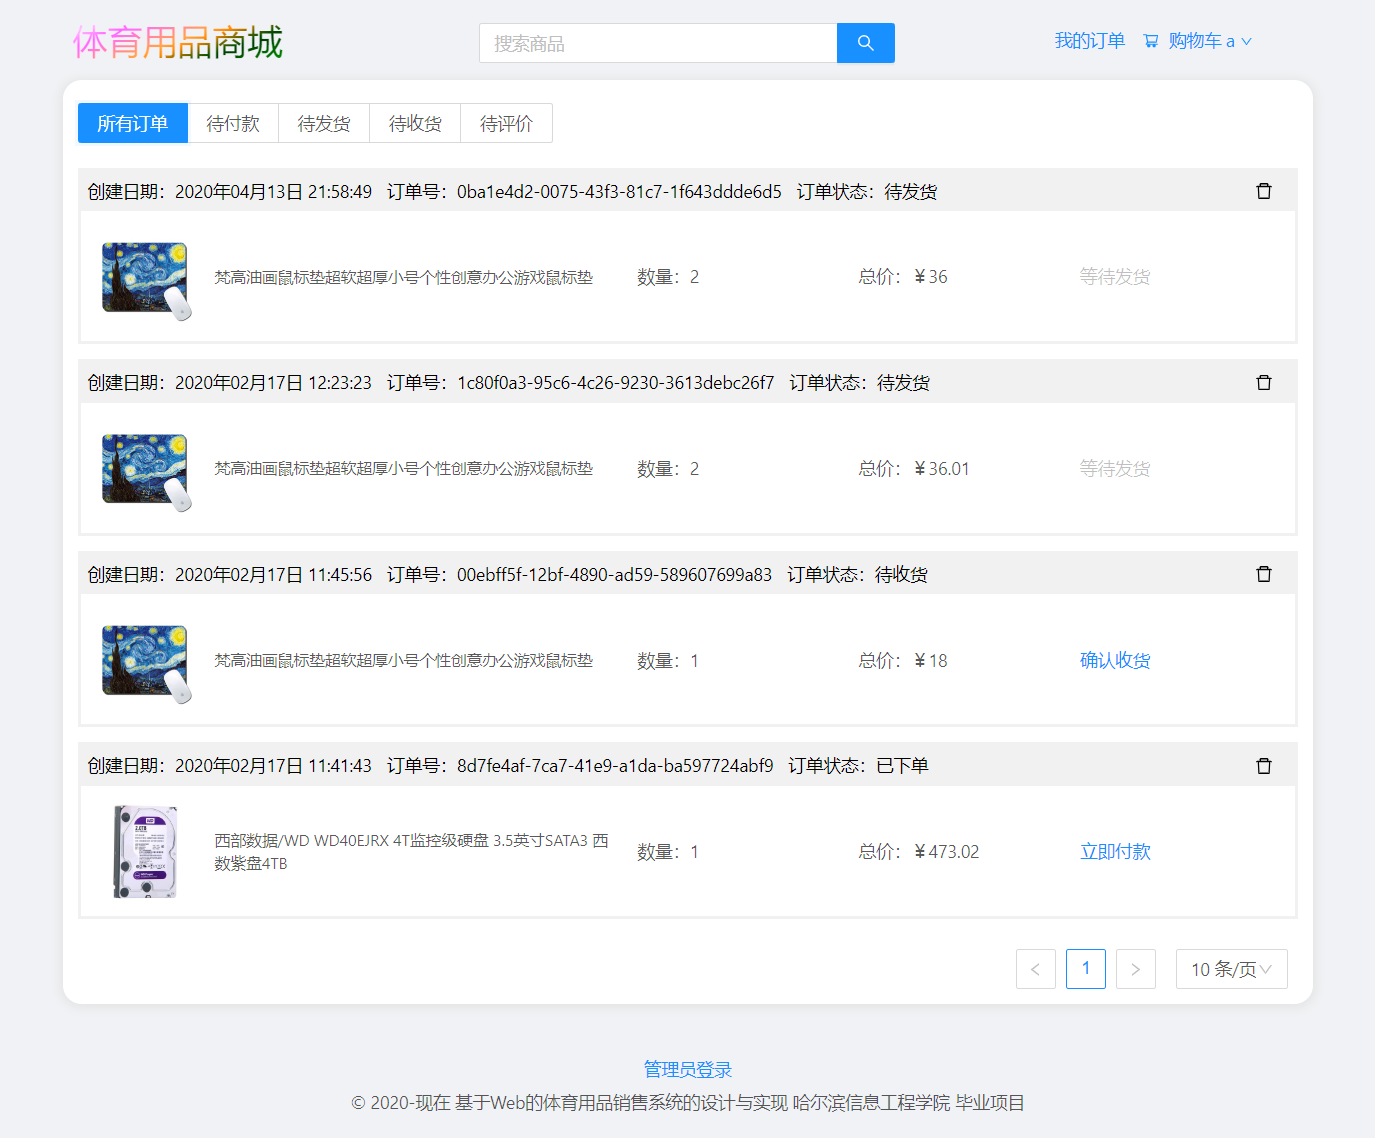 体育用品商城
搜索商品
我的订单 购物车 a
所有订单 待付款 待发货 待收货 待评价
创建日期：2020年04月13日 21:58:49 订单号：0ba1e4d2-0075-43f3-81c7-1f643ddde6d5 订单状态：待发货
梵高油画鼠标垫超软超厚小号个性创意办公游戏鼠标垫 数量：2 总价：￥36 等待发货
创建日期：2020年02月17日 12:23:23 订单号：1c80f0a3-95c6-4c26-9230-3613debc26f7 订单状态：待发货
梵高油画鼠标垫超软超厚小号个性创意办公游戏鼠标垫 数量：2 总价：￥36.01 等待发货
创建日期：2020年02月17日 11:45:56 订单号：00ebff5f-12bf-4890-ad59-589607699a83 订单状态：待收货
梵高油画鼠标垫超软超厚小号个性创意办公游戏鼠标垫 数量：1 总价：￥18 确认收货
创建日期：2020年02月17日 11:41:43 订单号：8d7fe4af-7ca7-41e9-a1da-ba597724abf9 订单状态：已下单
西部数据/WD WD40EJRX 4T监控级硬盘 3.5英寸SATA3 西
数紫盘4TB
数量：1 总价：￥473.02 立即付款
1 10 条/页
管理员登录
© 2020-现在 基于Web的体育用品销售系统的设计与实现 哈尔滨信息工程学院 毕业项目